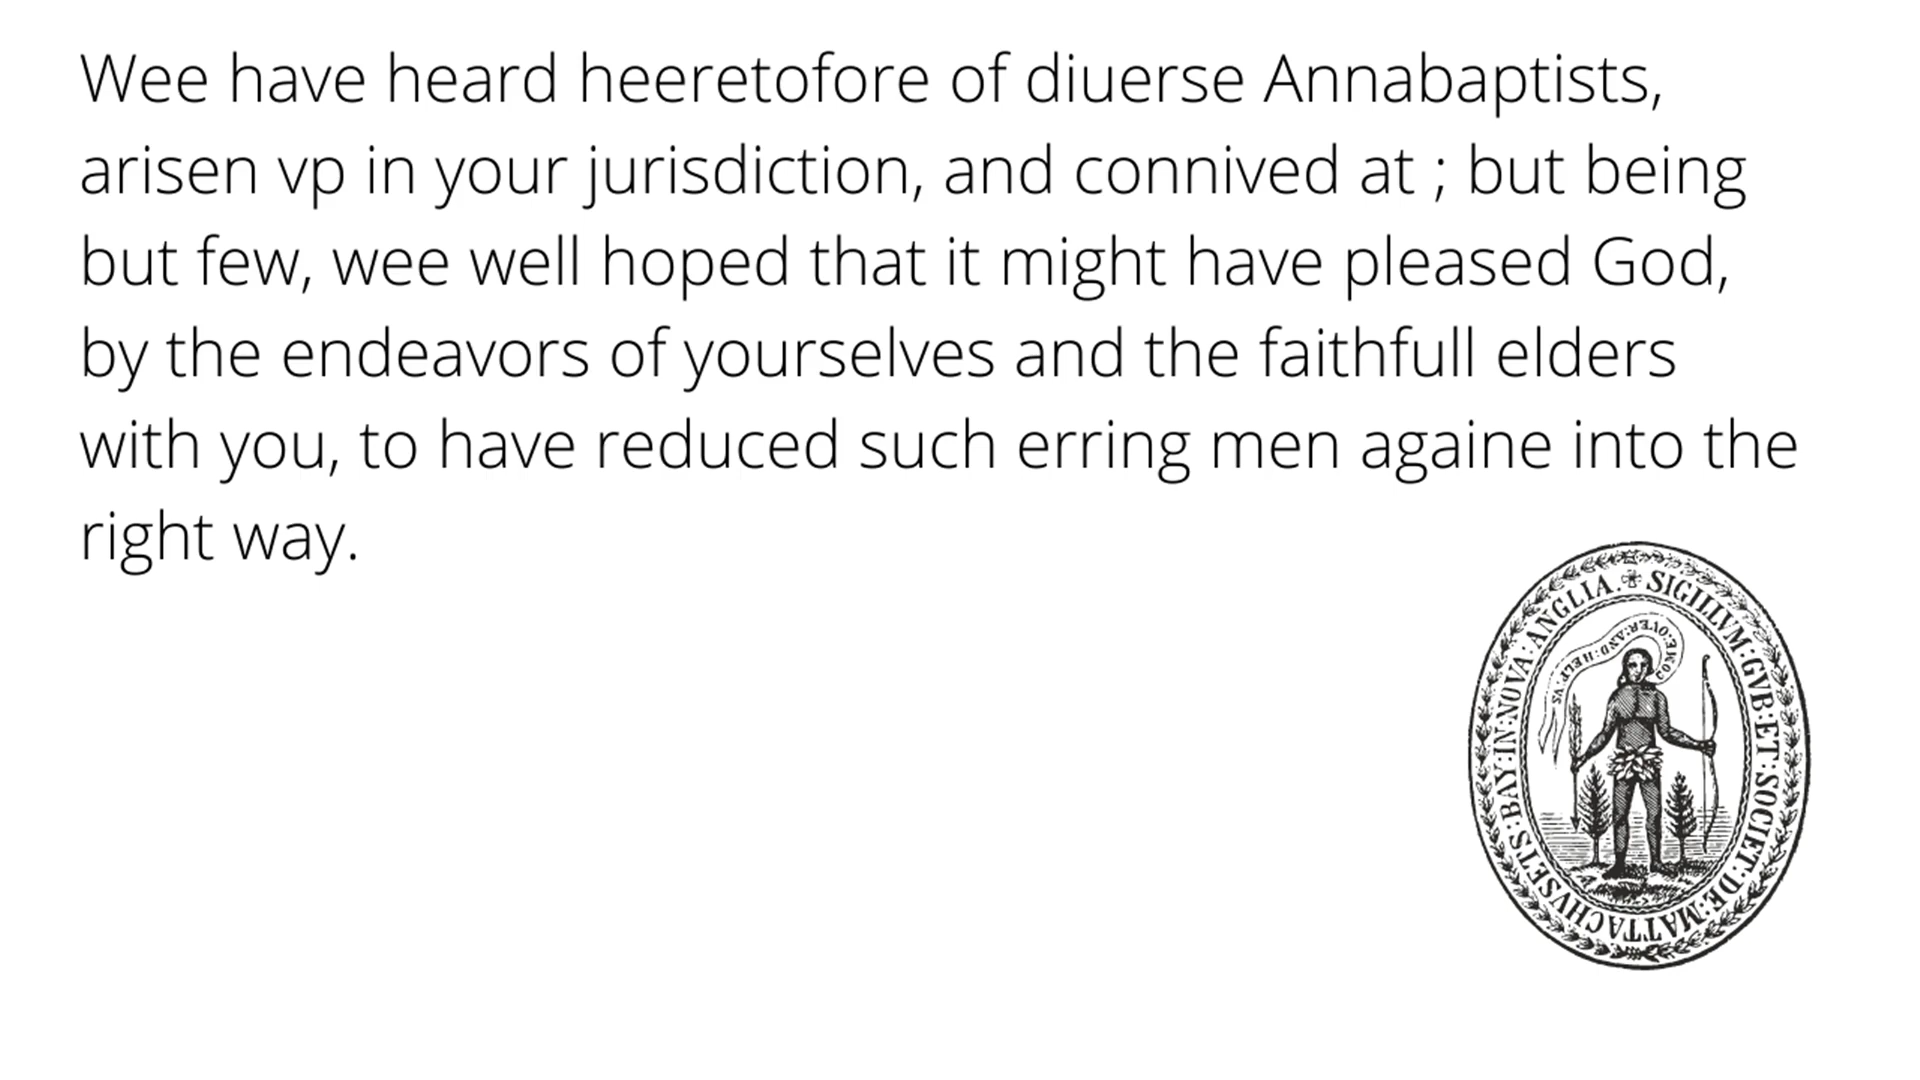 Wee have heard heeretofore of diuerse Annabaptists,
arisen vp in your jurisdiction, and connived at ; but being
but few, wee well hoped that it might have pleased God,
by the endeavors of yourselves and the faithfull elders
with you, to have reduced such erring men againe into the
right way.
SIGILLVM:GVB:ET:SOCIET:DE:MATTACHVSETS:BAY:IN:NOVA:ANGLIA.
COME:OVER:AND:HELP:VS